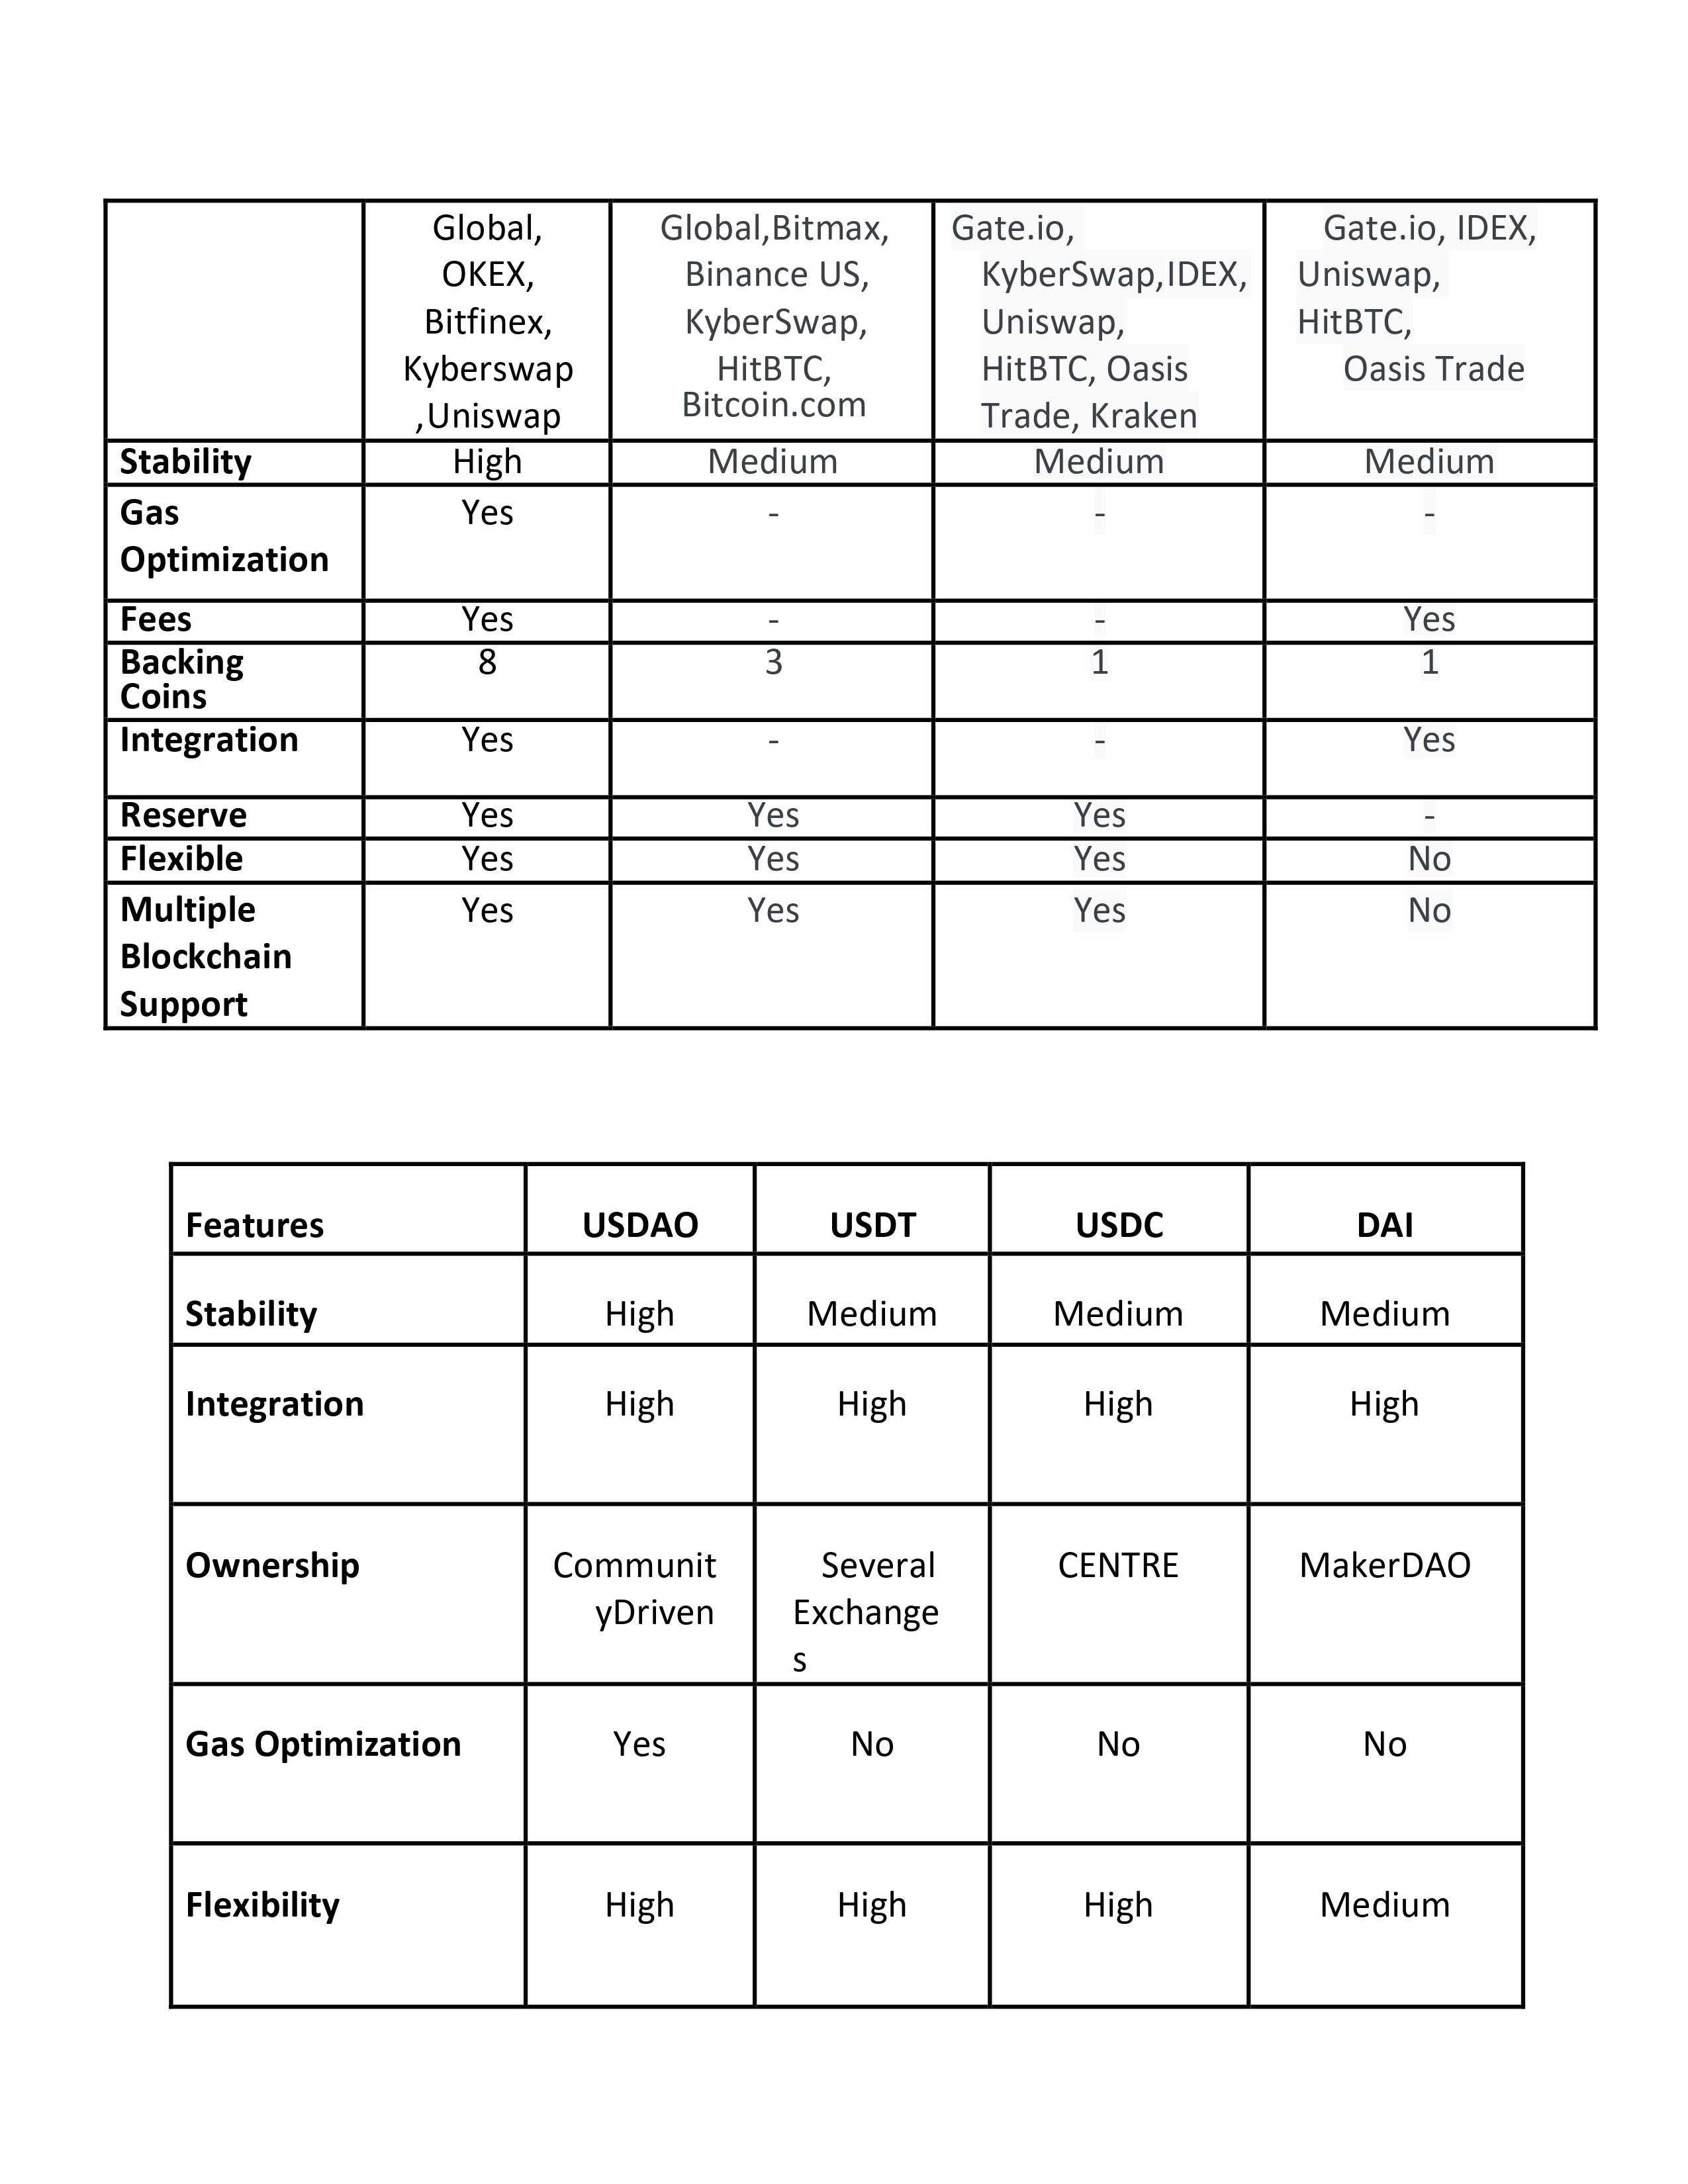 Global,
OKEX,
Bitfinex,
Kyberswap
,Uniswap
Global,Bitmax,
Binance US,
KyberSwap,
HitBTC,
Bitcoin.com
Gate.io,
KyberSwap,IDEX,
Uniswap,
HitBTC, Oasis
Trade, Kraken
Gate.io, IDEX,
Uniswap,
HitBTC,
Oasis Trade
Stability High Medium Medium Medium
Gas
Optimization
Yes - - -
Fees Yes - - Yes
Backing
Coins
8 3 1 1
Integration Yes - - Yes
Reserve Yes Yes Yes -
Flexible Yes Yes Yes No
Multiple
Blockchain
Support
Yes Yes Yes No
Features USDAO USDT USDC DAI
Stability High Medium Medium Medium
Integration High High High High
Ownership
Communit
yDriven
Several
Exchange
s
CENTRE
MakerDAO
Gas Optimization Yes No No No
Flexibility High High High Medium